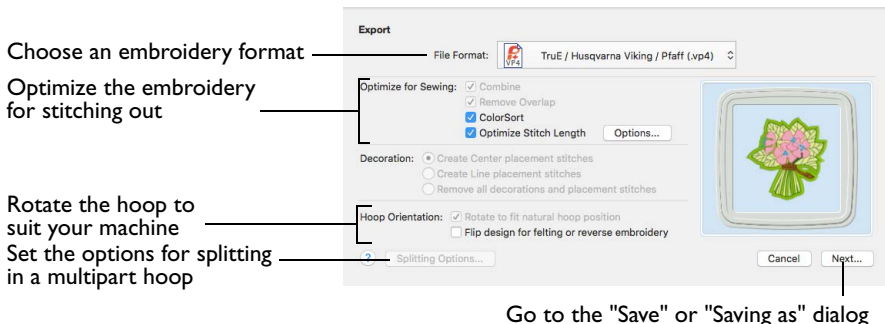 Export
Choose an embroidery format
File Format: VP4 TruE / Husqvarna Viking / Pfaff (.vp4)
Optimize the embroidery
for stitching out
Optimize for Sewing: Combine
Remove Overlap
ColorSort
Optimize Stitch Length Options...
Decoration: Create Center placement stitches
Create Line placement stitches
Remove all decorations and placement stitches
Rotate the hoop to
suit your machine
Hoop Orientation: Rotate to fit natural hoop position
Flip design for felting or reverse embroidery
Set the options for splitting
in a multipart hoop
? Splitting Options...
Cancel Next...
Go to the "Save" or "Saving as" dialog